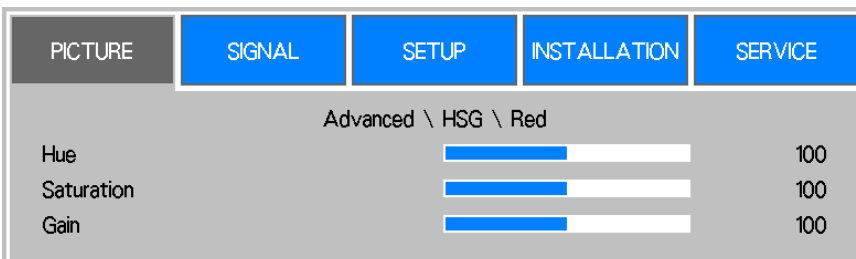 PICTURE SIGNAL SETUP INSTALLATION SERVICE
Advanced \ HSG \ Red
Hue 100
Saturation 100
Gain 100